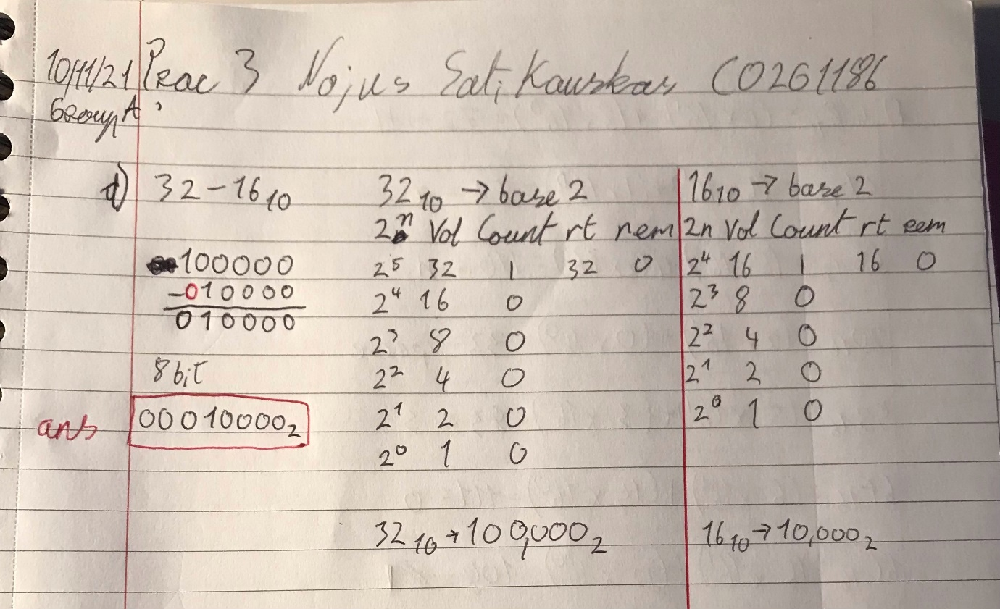 10/11/21 Prac 3 Nojus Satikauskas C0261186
Group A
d) 32-16₁₀
100000
-010000
010000
8bit
ans 00010000₂
32₁₀ → base 2
2ⁿ Val Count rt rem
2⁵ 32 1 32 0
2⁴ 16 0
2³ 8 0
2² 4 0
2¹ 2 0
2⁰ 1 0
32₁₀ → 100,000₂
16₁₀ → base 2
2n Val Count rt rem
2⁴ 16 1 16 0
2³ 8 0
2² 4 0
2¹ 2 0
2⁰ 1 0
16₁₀ → 10,000₂